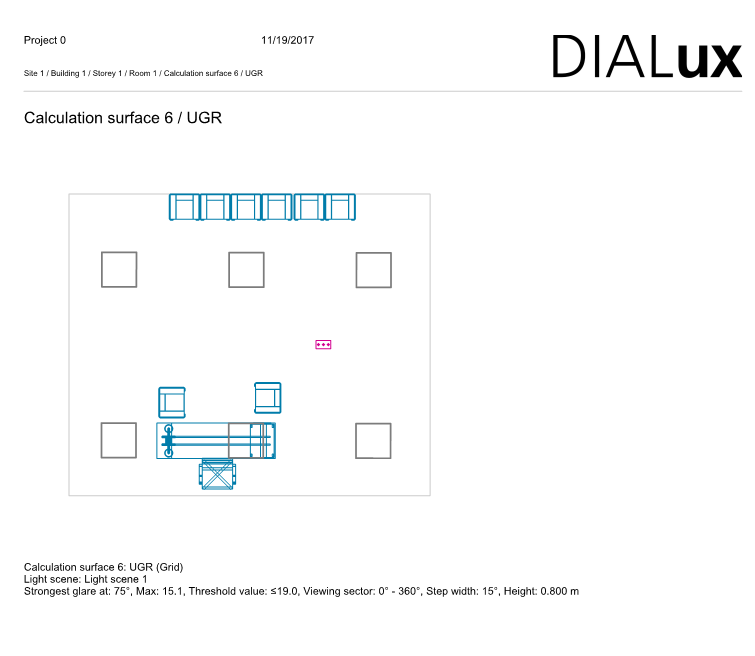 Project 0
11/19/2017
DIALux
Site 1 / Building 1 / Storey 1 / Room 1 / Calculation surface 6 / UGR
Calculation surface 6 / UGR
Calculation surface 6: UGR (Grid)
Light scene: Light scene 1
Strongest glare at: 75°, Max: 15.1, Threshold value: ≤19.0, Viewing sector: 0° - 360°, Step width: 15°, Height: 0.800 m